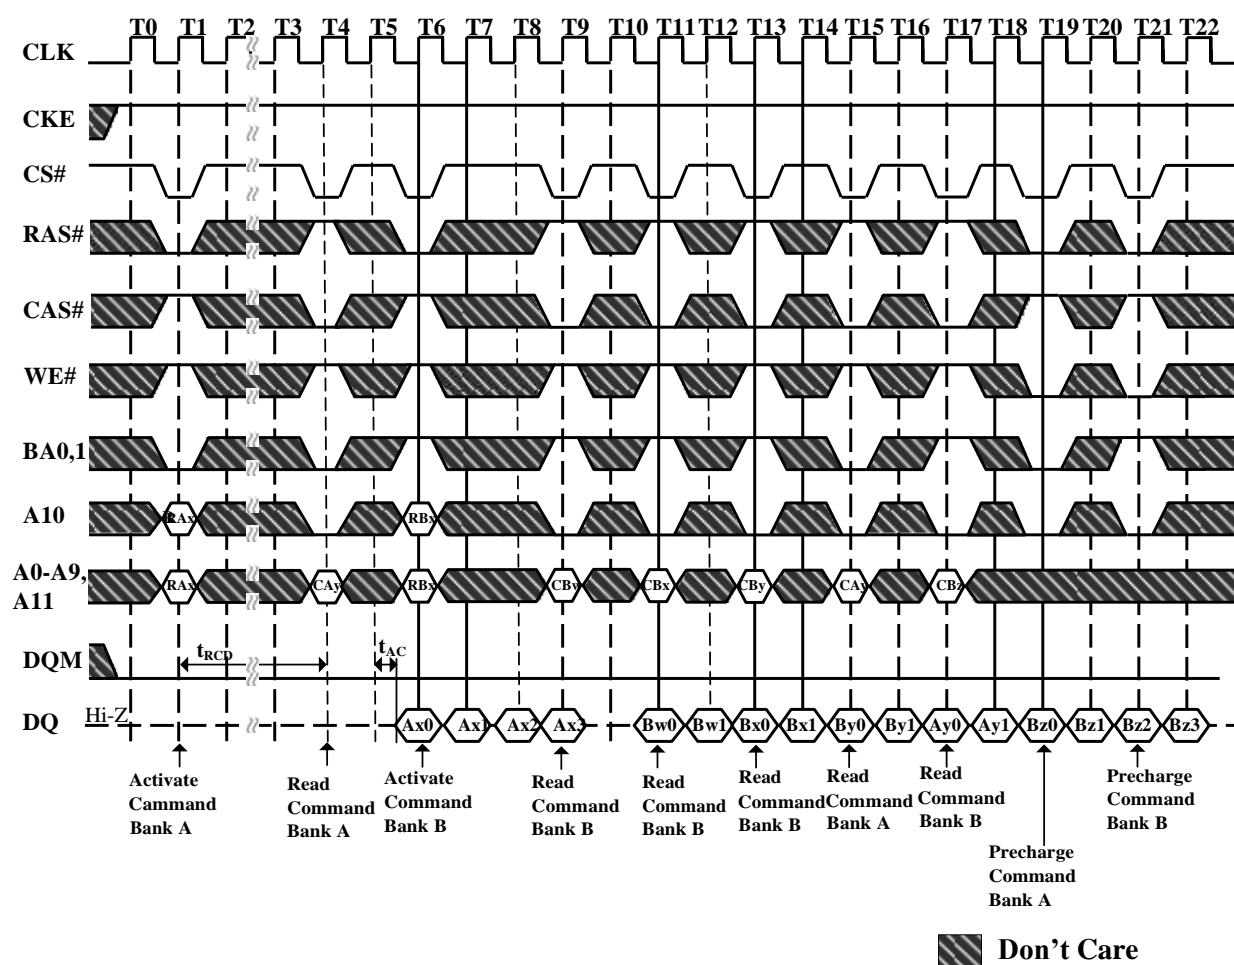 T0 T1 T2 T3 T4 T5 T6 T7 T8 T9 T10 T11 T12 T13 T14 T15 T16 T17 T18 T19 T20 T21 T22
CLK
CKE
CS#
RAS#
CAS#
WE#
BA0,1
A10
RAx RBx
A0-A9,
A11
RAx CAy RBx CBw CBx CBy CAy CBz
DQM
tRCD tAC
DQ
Hi-Z
Ax0 Ax1 Ax2 Ax3 Bw0 Bw1 Bx0 Bx1 By0 By1 Ay0 Ay1 Bz0 Bz1 Bz2 Bz3
Activate
Cammand
Bank A
Read
Command
Bank A
Activate
Command
Bank B
Read
Command
Bank B
Read
Command
Bank B
Read
Command
Bank B
Read
Command
Bank A
Read
Command
Bank B
Precharge
Command
Bank A
Precharge
Command
Bank B
Don't Care